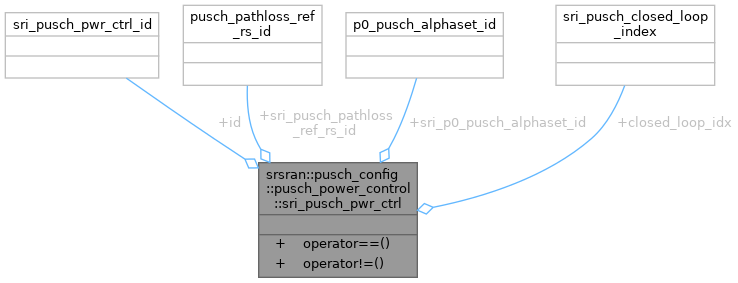 sri_pusch_pwr_ctrl_id
pusch_pathloss_ref
_rs_id
p0_pusch_alphaset_id
sri_pusch_closed_loop
_index
+id
+sri_pusch_pathloss
_ref_rs_id
+sri_p0_pusch_alphaset_id
+closed_loop_idx
srsran::pusch_config
::pusch_power_control
::sri_pusch_pwr_ctrl
+ operator==()
+ operator!=()